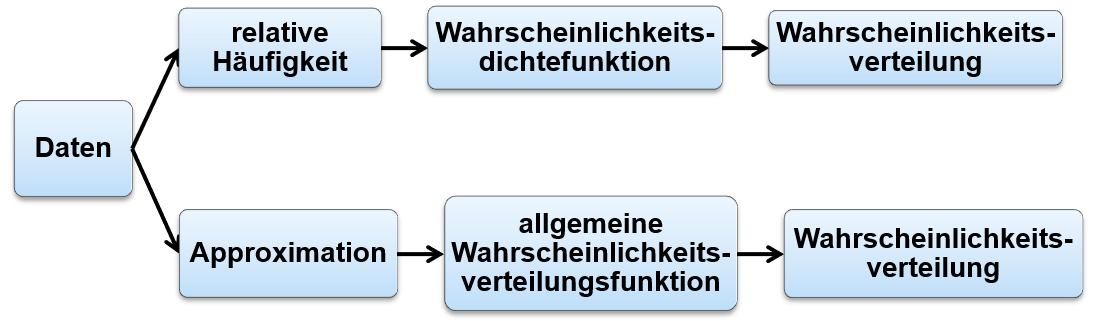 Daten
relative
Häufigkeit
Wahrscheinlichkeits-
dichtefunktion
Wahrscheinlichkeits-
verteilung
Approximation
allgemeine
Wahrscheinlichkeits-
verteilungsfunktion
Wahrscheinlichkeits-
verteilung